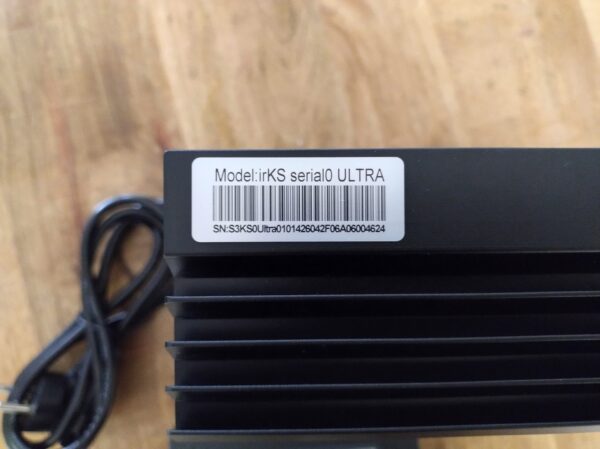 Model:irKS serial0 ULTRA
SN:S3KS0Ultra0101426042F06A06004624